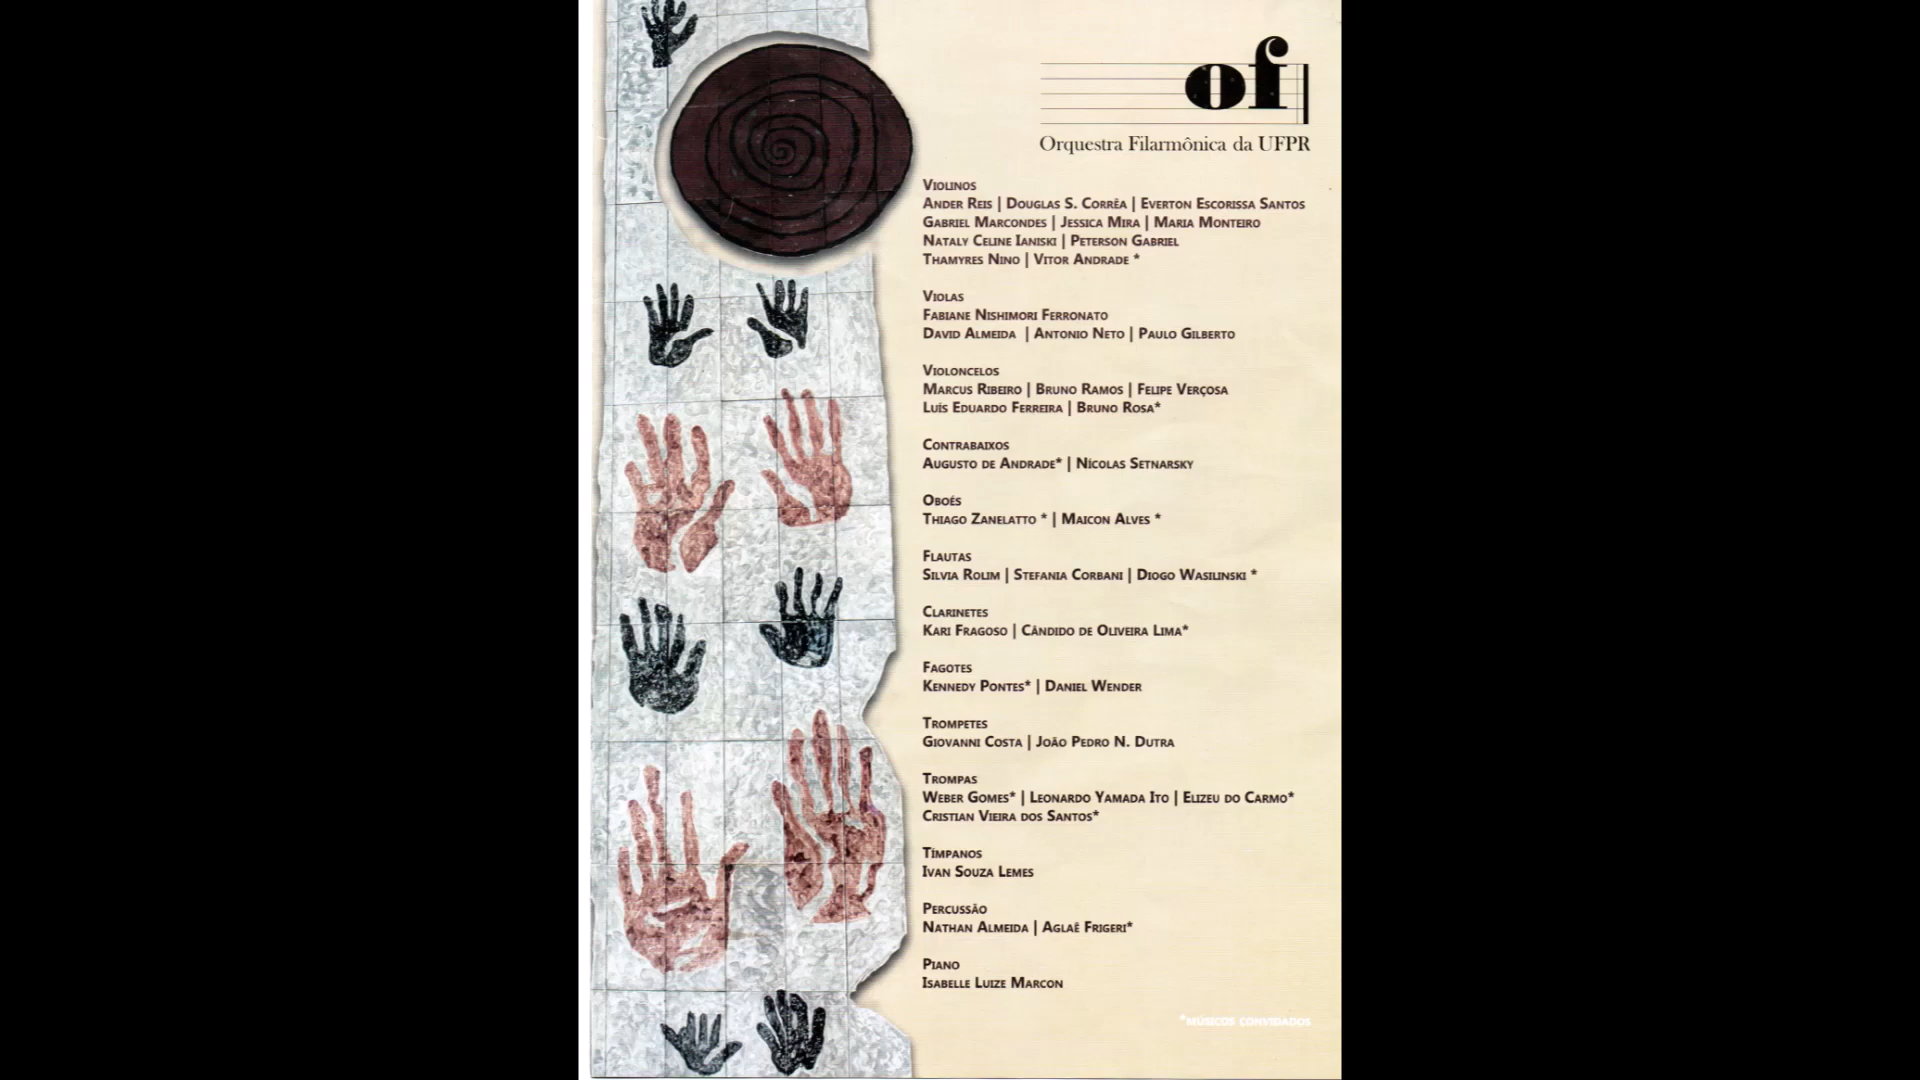 of
Orquestra Filarmônica da UFPR
Violinos
Ander Reis | Douglas S. Corrêa | Everton Escorissa Santos
Gabriel Marcondes | Jessica Mira | Maria Monteiro
Nataly Celine Ianiski | Peterson Gabriel
Thamyres Nino | Vitor Andrade *
Violas
Fabiane Nishimori Ferronato
David Almeida | Antonio Neto | Paulo Gilberto
Violoncelos
Marcus Ribeiro | Bruno Ramos | Felipe Verçosa
Luís Eduardo Ferreira | Bruno Rosa*
Contrabaixos
Augusto de Andrade* | Nícolas Setnarsky
Oboés
Thiago Zanelatto * | Maicon Alves *
Flautas
Silvia Rolim | Stefania Corbani | Diogo Wasilinski *
Clarinetes
Kari Fragoso | Cândido de Oliveira Lima*
Fagotes
Kennedy Pontes* | Daniel Wender
Trompetes
Giovanni Costa | João Pedro N. Dutra
Trompas
Weber Gomes* | Leonardo Yamada Ito | Elizeu do Carmo*
Cristian Vieira dos Santos*
Tímpanos
Ivan Souza Lemes
Percussão
Nathan Almeida | Aglaê Frigeri*
Piano
Isabelle Luize Marcon
*músicos convidados